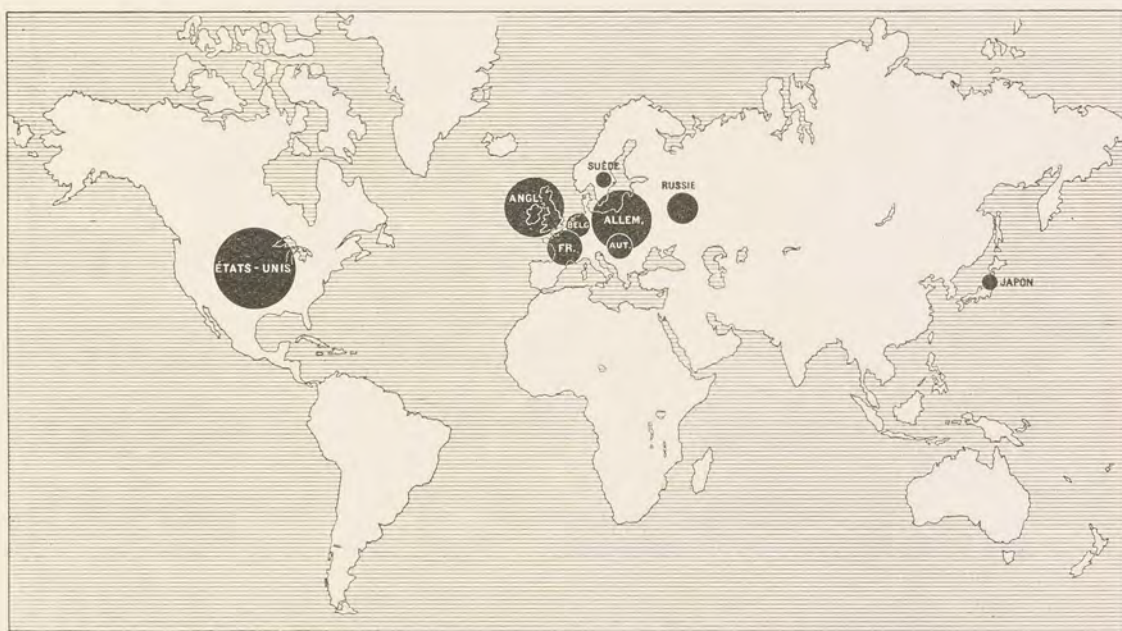 SUÈDE
RUSSIE
ANGL.
BELG.
ALLEM.
FR.
AUT.
ÉTATS-UNIS
JAPON